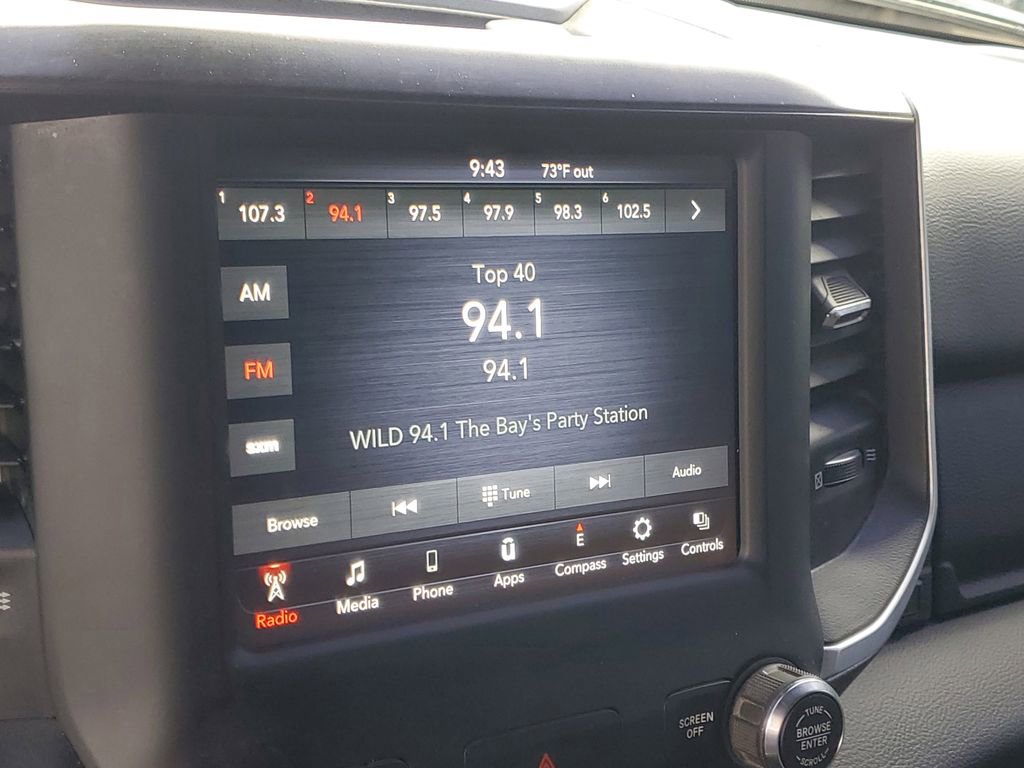 9:43 73°F out
1 107.3 2 94.1 3 97.5 4 97.9 5 98.3 6 102.5
Top 40
AM
94.1
FM
94.1
sxm
WILD 94.1 The Bay's Party Station
Browse Tune Audio
E
Radio Media Phone Apps Compass Settings Controls
SCREEN
OFF
TUNE
BROWSE
ENTER
SCROLL